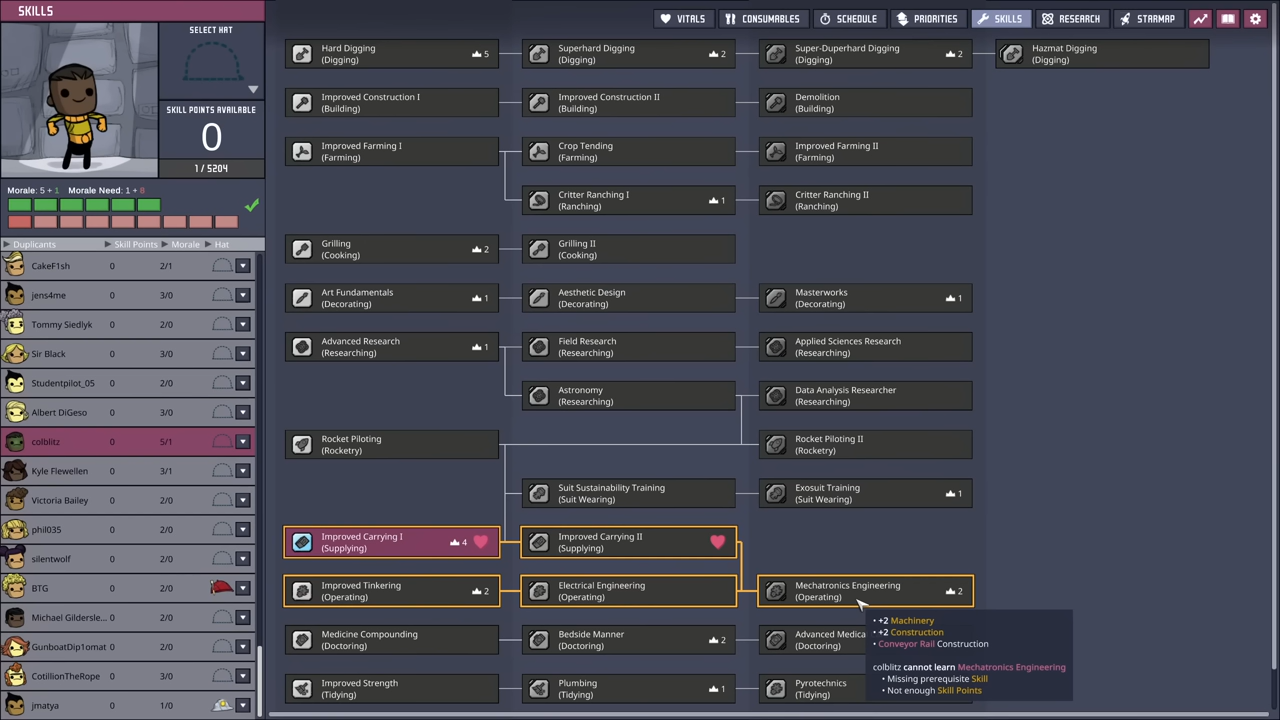 SKILLS
VITALS
CONSUMABLES
SCHEDULE
PRIORITIES
SKILLS
RESEARCH
STARMAP
SELECT HAT
SKILL POINTS AVAILABLE
0
1 / 5204
Morale: 5 + 1 Morale Need: 1 + 8
Duplicants Skill Points Morale Hat
CakeF1sh 0 2/1
jens4me 0 3/0
Tommy Siedlyk 0 2/0
Sir Black 0 3/0
Studentpilot_05 0 2/0
Albert DiGeso 0 3/0
colblitz 0 5/1
Kyle Flewellen 0 3/1
Victoria Bailey 0 2/0
phil035 0 2/0
silentwolf 0 2/0
BTG 0 2/0
Michael Gildersle... 0 2/0
GunboatDip1omat 0 2/0
CotillionTheRope 0 2/0
jmatya 0 1/0
Hard Digging
(Digging) 5
Superhard Digging
(Digging) 2
Super-Duperhard Digging
(Digging) 2
Hazmat Digging
(Digging)
Improved Construction I
(Building)
Improved Construction II
(Building)
Demolition
(Building)
Improved Farming I
(Farming)
Crop Tending
(Farming)
Improved Farming II
(Farming)
Critter Ranching I
(Ranching) 1
Critter Ranching II
(Ranching)
Grilling
(Cooking) 2
Grilling II
(Cooking)
Art Fundamentals
(Decorating) 1
Aesthetic Design
(Decorating)
Masterworks
(Decorating) 1
Advanced Research
(Researching) 1
Field Research
(Researching)
Applied Sciences Research
(Researching)
Astronomy
(Researching)
Data Analysis Researcher
(Researching)
Rocket Piloting
(Rocketry)
Rocket Piloting II
(Rocketry)
Suit Sustainability Training
(Suit Wearing)
Exosuit Training
(Suit Wearing) 1
Improved Carrying I
(Supplying) 4
Improved Carrying II
(Supplying)
Improved Tinkering
(Operating) 2
Electrical Engineering
(Operating)
Mechatronics Engineering
(Operating) 2
Medicine Compounding
(Doctoring)
Bedside Manner
(Doctoring) 2
Advanced Medica
(Doctoring)
Improved Strength
(Tidying)
Plumbing
(Tidying) 1
Pyrotechnics
(Tidying)
• +2 Machinery
• +2 Construction
• Conveyor Rail Construction
colblitz cannot learn Mechatronics Engineering
• Missing prerequisite Skill
• Not enough Skill Points